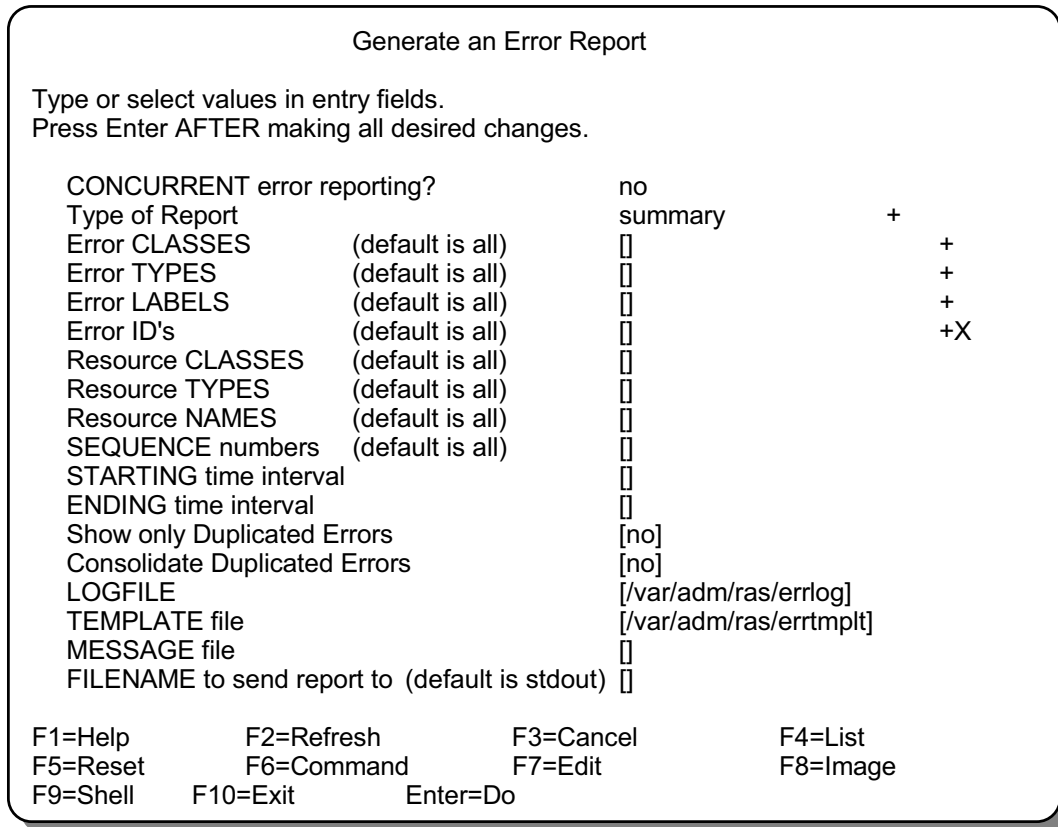 Generate an Error Report
Type or select values in entry fields.
Press Enter AFTER making all desired changes.
CONCURRENT error reporting? no
Type of Report summary +
Error CLASSES (default is all) [] +
Error TYPES (default is all) [] +
Error LABELS (default is all) [] +
Error ID's (default is all) [] +X
Resource CLASSES (default is all) []
Resource TYPES (default is all) []
Resource NAMES (default is all) []
SEQUENCE numbers (default is all) []
STARTING time interval []
ENDING time interval []
Show only Duplicated Errors [no]
Consolidate Duplicated Errors [no]
LOGFILE [/var/adm/ras/errlog]
TEMPLATE file [/var/adm/ras/errtmplt]
MESSAGE file []
FILENAME to send report to (default is stdout) []
F1=Help F2=Refresh F3=Cancel F4=List
F5=Reset F6=Command F7=Edit F8=Image
F9=Shell F10=Exit Enter=Do